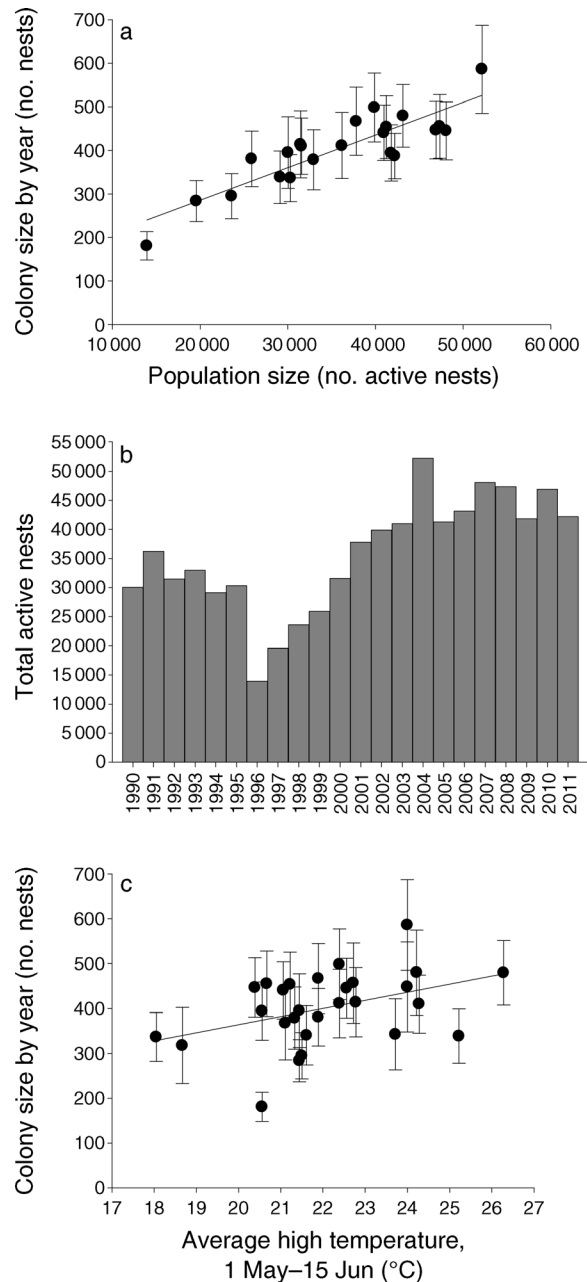 a
Colony size by year (no. nests)
700
600
500
400
300
200
100
0
10 000 20 000 30 000 40 000 50 000 60 000
Population size (no. active nests)
b
Total active nests
55 000
50 000
45 000
40 000
35 000
30 000
25 000
20 000
15 000
10 000
5 000
0
1990 1991 1992 1993 1994 1995 1996 1997 1998 1999 2000 2001 2002 2003 2004 2005 2006 2007 2008 2009 2010 2011
c
Colony size by year (no. nests)
700
600
500
400
300
200
100
0
17 18 19 20 21 22 23 24 25 26 27
Average high temperature,
1 May–15 Jun (°C)